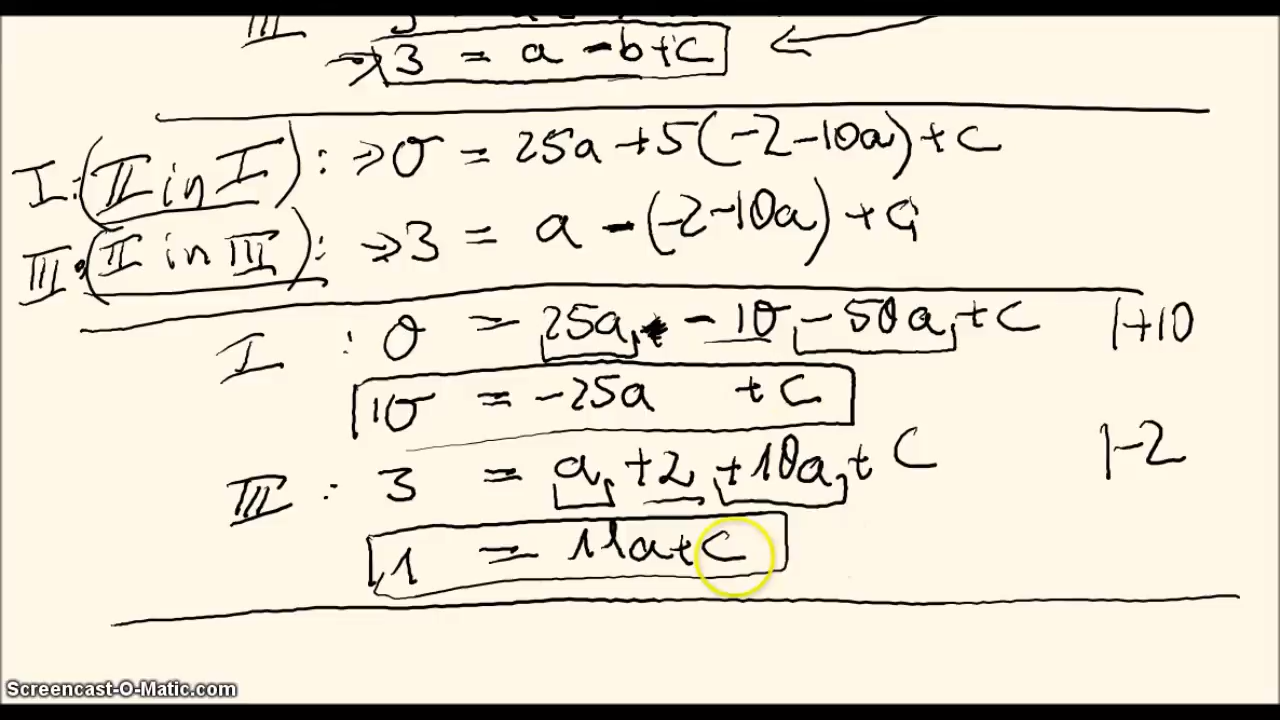 III
3 = a - b + c
I: (II in I): => 0 = 25a + 5(-2-10a) + c
III: (II in III): => 3 = a - (-2-10a) + c
I : 0 = 25a - 10 - 50a + c |+10
10 = -25a + c
III : 3 = a + 2 + 10a + c |-2
1 = 11a + c
Screencast-O-Matic.com